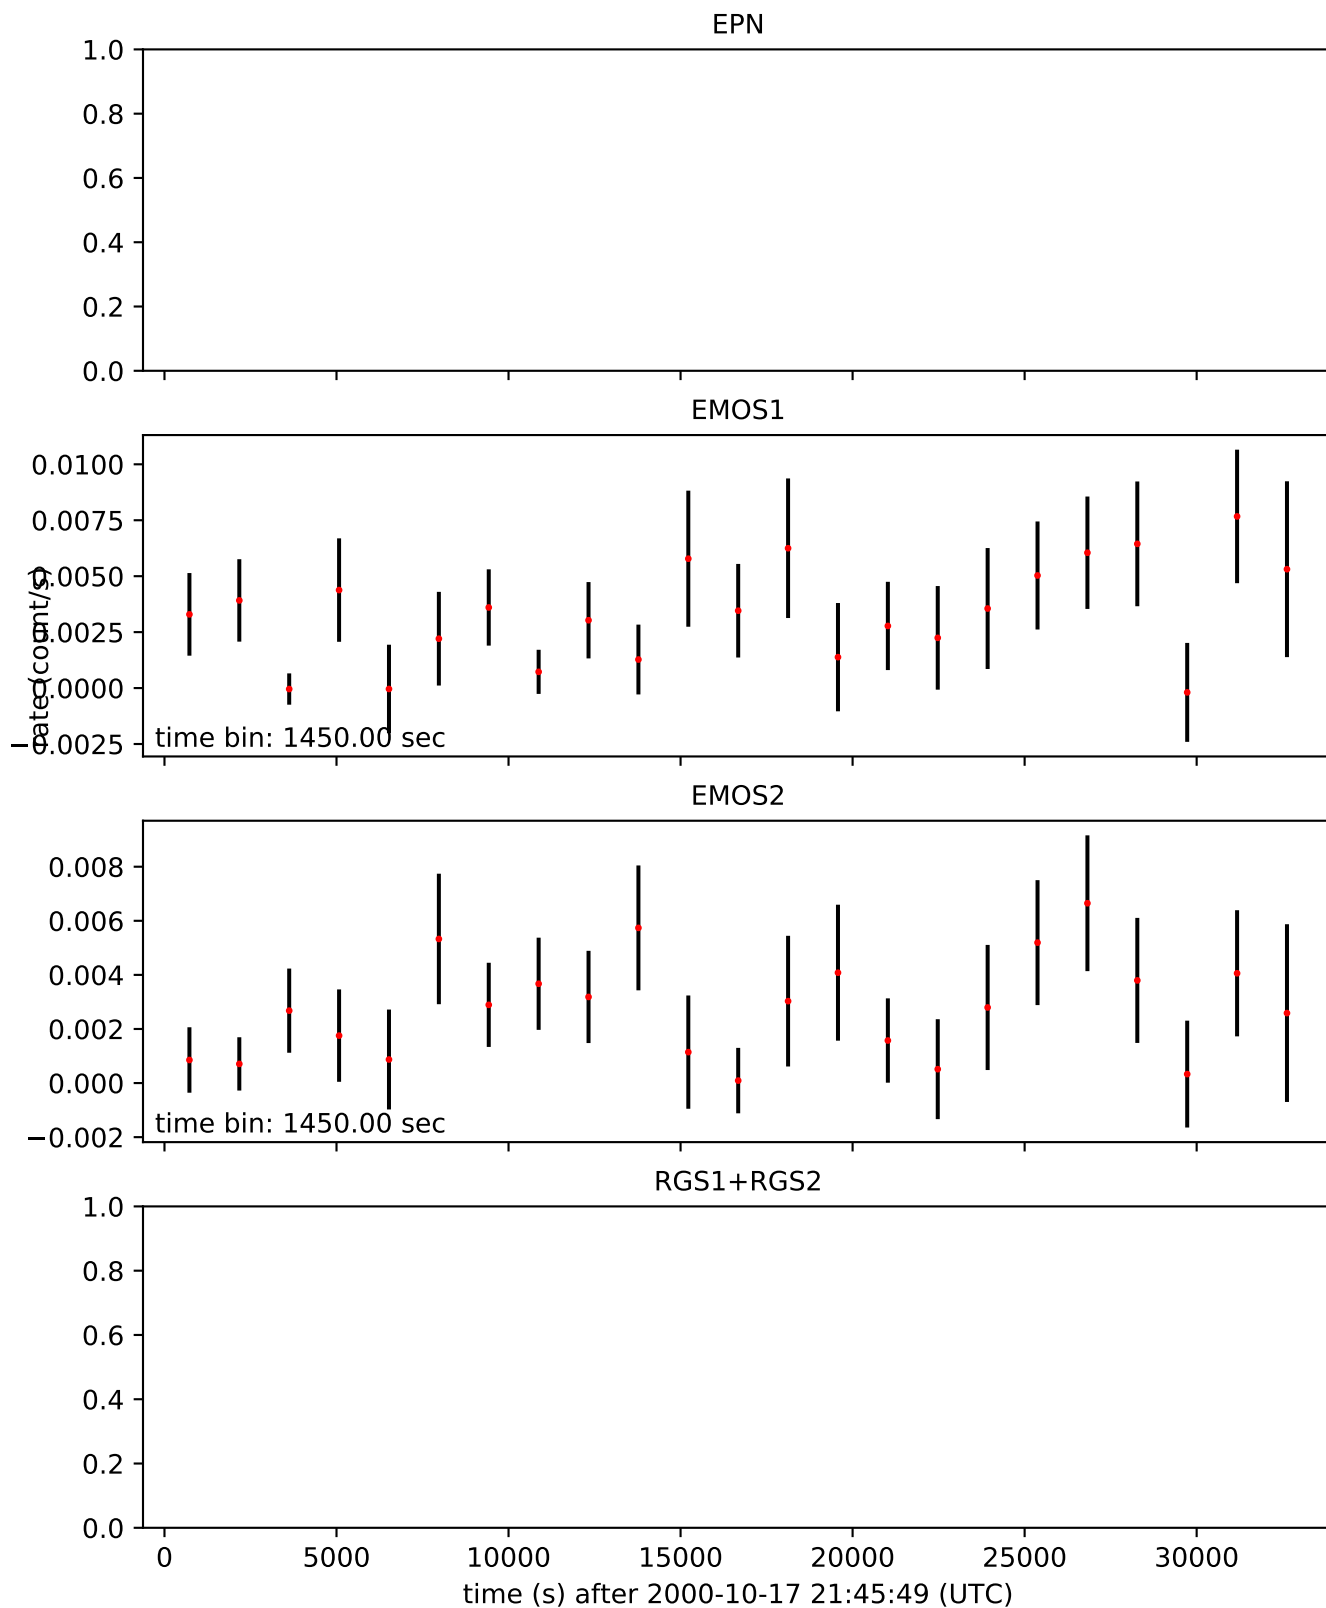 EPN
1.0
0.8
0.6
0.4
0.2
0.0
EMOS1
0.0100
0.0075
0.0050
0.0025
0.0000
−0.0025
rate (count/s)
time bin: 1450.00 sec
EMOS2
0.008
0.006
0.004
0.002
0.000
−0.002
time bin: 1450.00 sec
RGS1+RGS2
1.0
0.8
0.6
0.4
0.2
0.0
0 5000 10000 15000 20000 25000 30000
time (s) after 2000-10-17 21:45:49 (UTC)